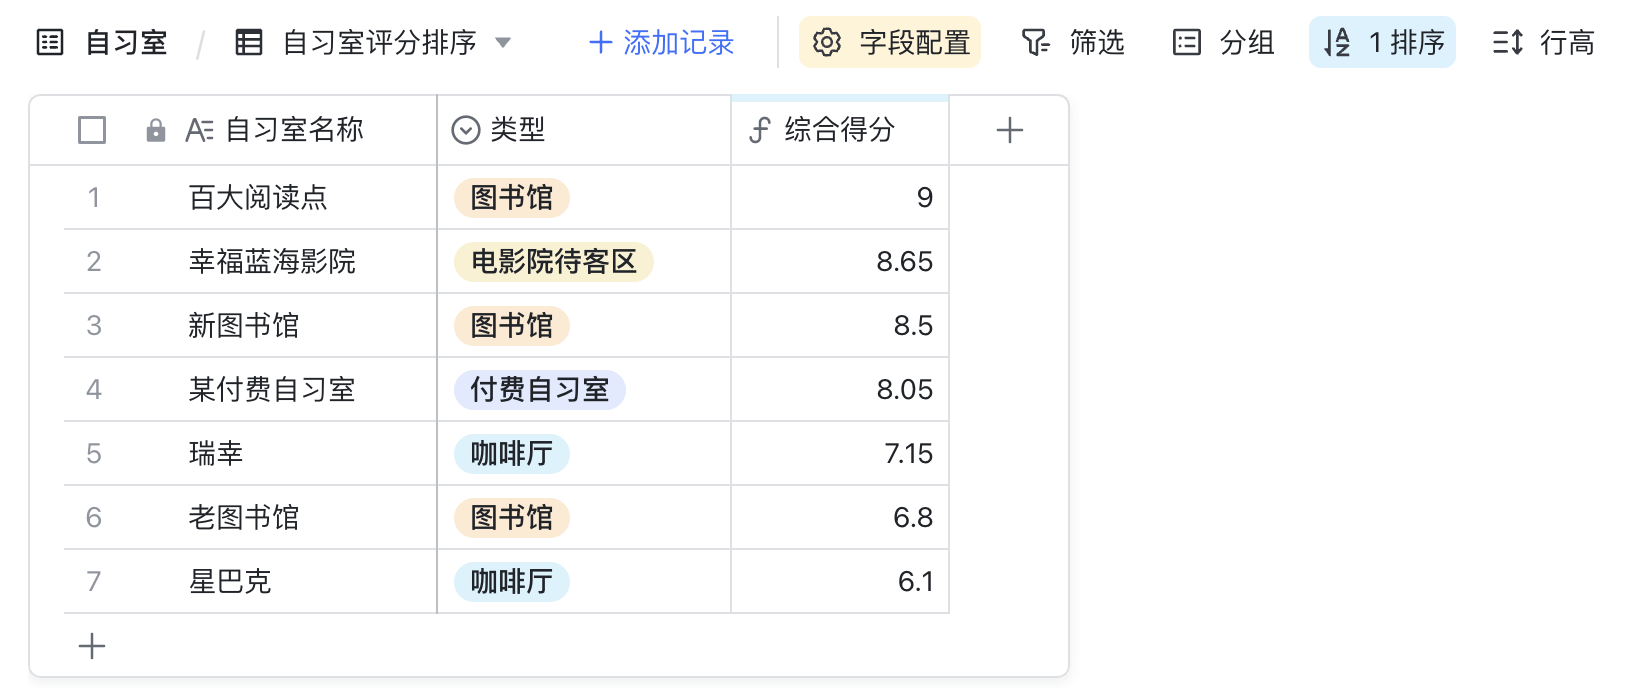 自习室 / 自习室评分排序 + 添加记录 字段配置 筛选 分组 1 排序 行高
自习室名称 类型 综合得分
1 百大阅读点 图书馆 9
2 幸福蓝海影院 电影院待客区 8.65
3 新图书馆 图书馆 8.5
4 某付费自习室 付费自习室 8.05
5 瑞幸 咖啡厅 7.15
6 老图书馆 图书馆 6.8
7 星巴克 咖啡厅 6.1